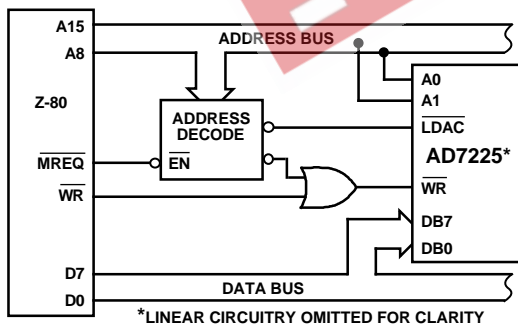 A15
ADDRESS BUS
A8
A0
Z-80
A1
ADDRESS
DECODE
LDAC
AD7225*
MREQ
EN
WR
WR
DB7
DB0
D7
DATA BUS
D0
*LINEAR CIRCUITRY OMITTED FOR CLARITY